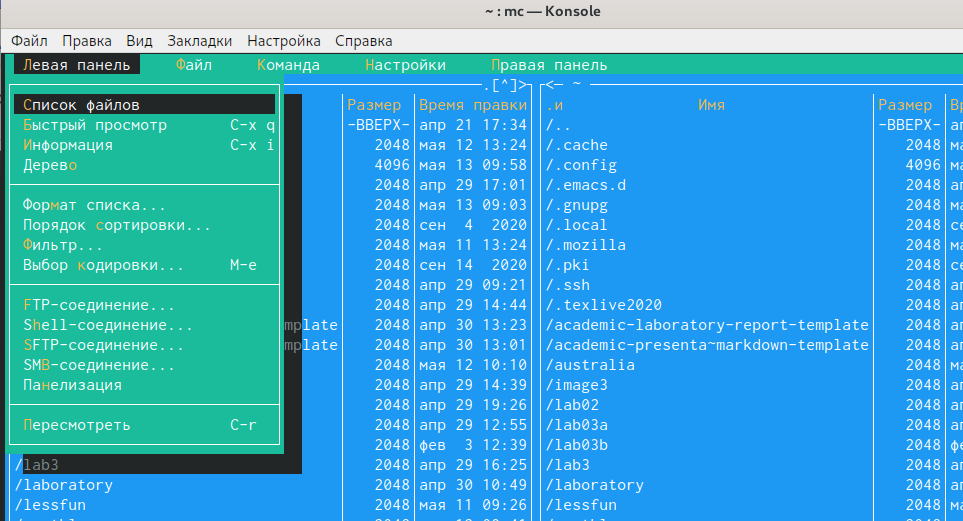 ~ : mc — Konsole
Файл Правка Вид Закладки Настройка Справка
Левая панель Файл Команда Настройки Правая панель
.[^]> <- ~
Список файлов Размер Время правки .и Имя Размер
Быстрый просмотр C-x q -ВВЕРХ- апр 21 17:34 /.. -ВВЕРХ-
Информация C-x i 2048 мая 12 13:24 /.cache 2048
Дерево 4096 мая 13 09:58 /.config 4096
2048 апр 29 17:01 /.emacs.d 2048
Формат списка... 2048 мая 13 09:03 /.gnupg 2048
Порядок сортировки... 2048 сен 4 2020 /.local 2048
Фильтр... 2048 мая 11 13:24 /.mozilla 2048
Выбор кодировки... M-e 2048 сен 14 2020 /.pki 2048
2048 апр 29 09:21 /.ssh 2048
FTP-соединение... 2048 апр 29 14:44 /.texlive2020 2048
Shell-соединение... mplate 2048 апр 30 13:23 /academic-laboratory-report-template 2048
SFTP-соединение... mplate 2048 апр 30 13:01 /academic-presenta~markdown-template 2048
SMB-соединение... 2048 мая 12 10:10 /australia 2048
Панелизация 2048 апр 29 14:39 /image3 2048
2048 апр 29 19:26 /lab02 2048
Пересмотреть C-r 2048 апр 29 12:55 /lab03a 2048
2048 фев 3 12:39 /lab03b 2048
/lab3 2048 апр 29 16:25 /lab3 2048
/laboratory 2048 апр 30 10:49 /laboratory 2048
/lessfun 2048 мая 11 09:26 /lessfun 2048